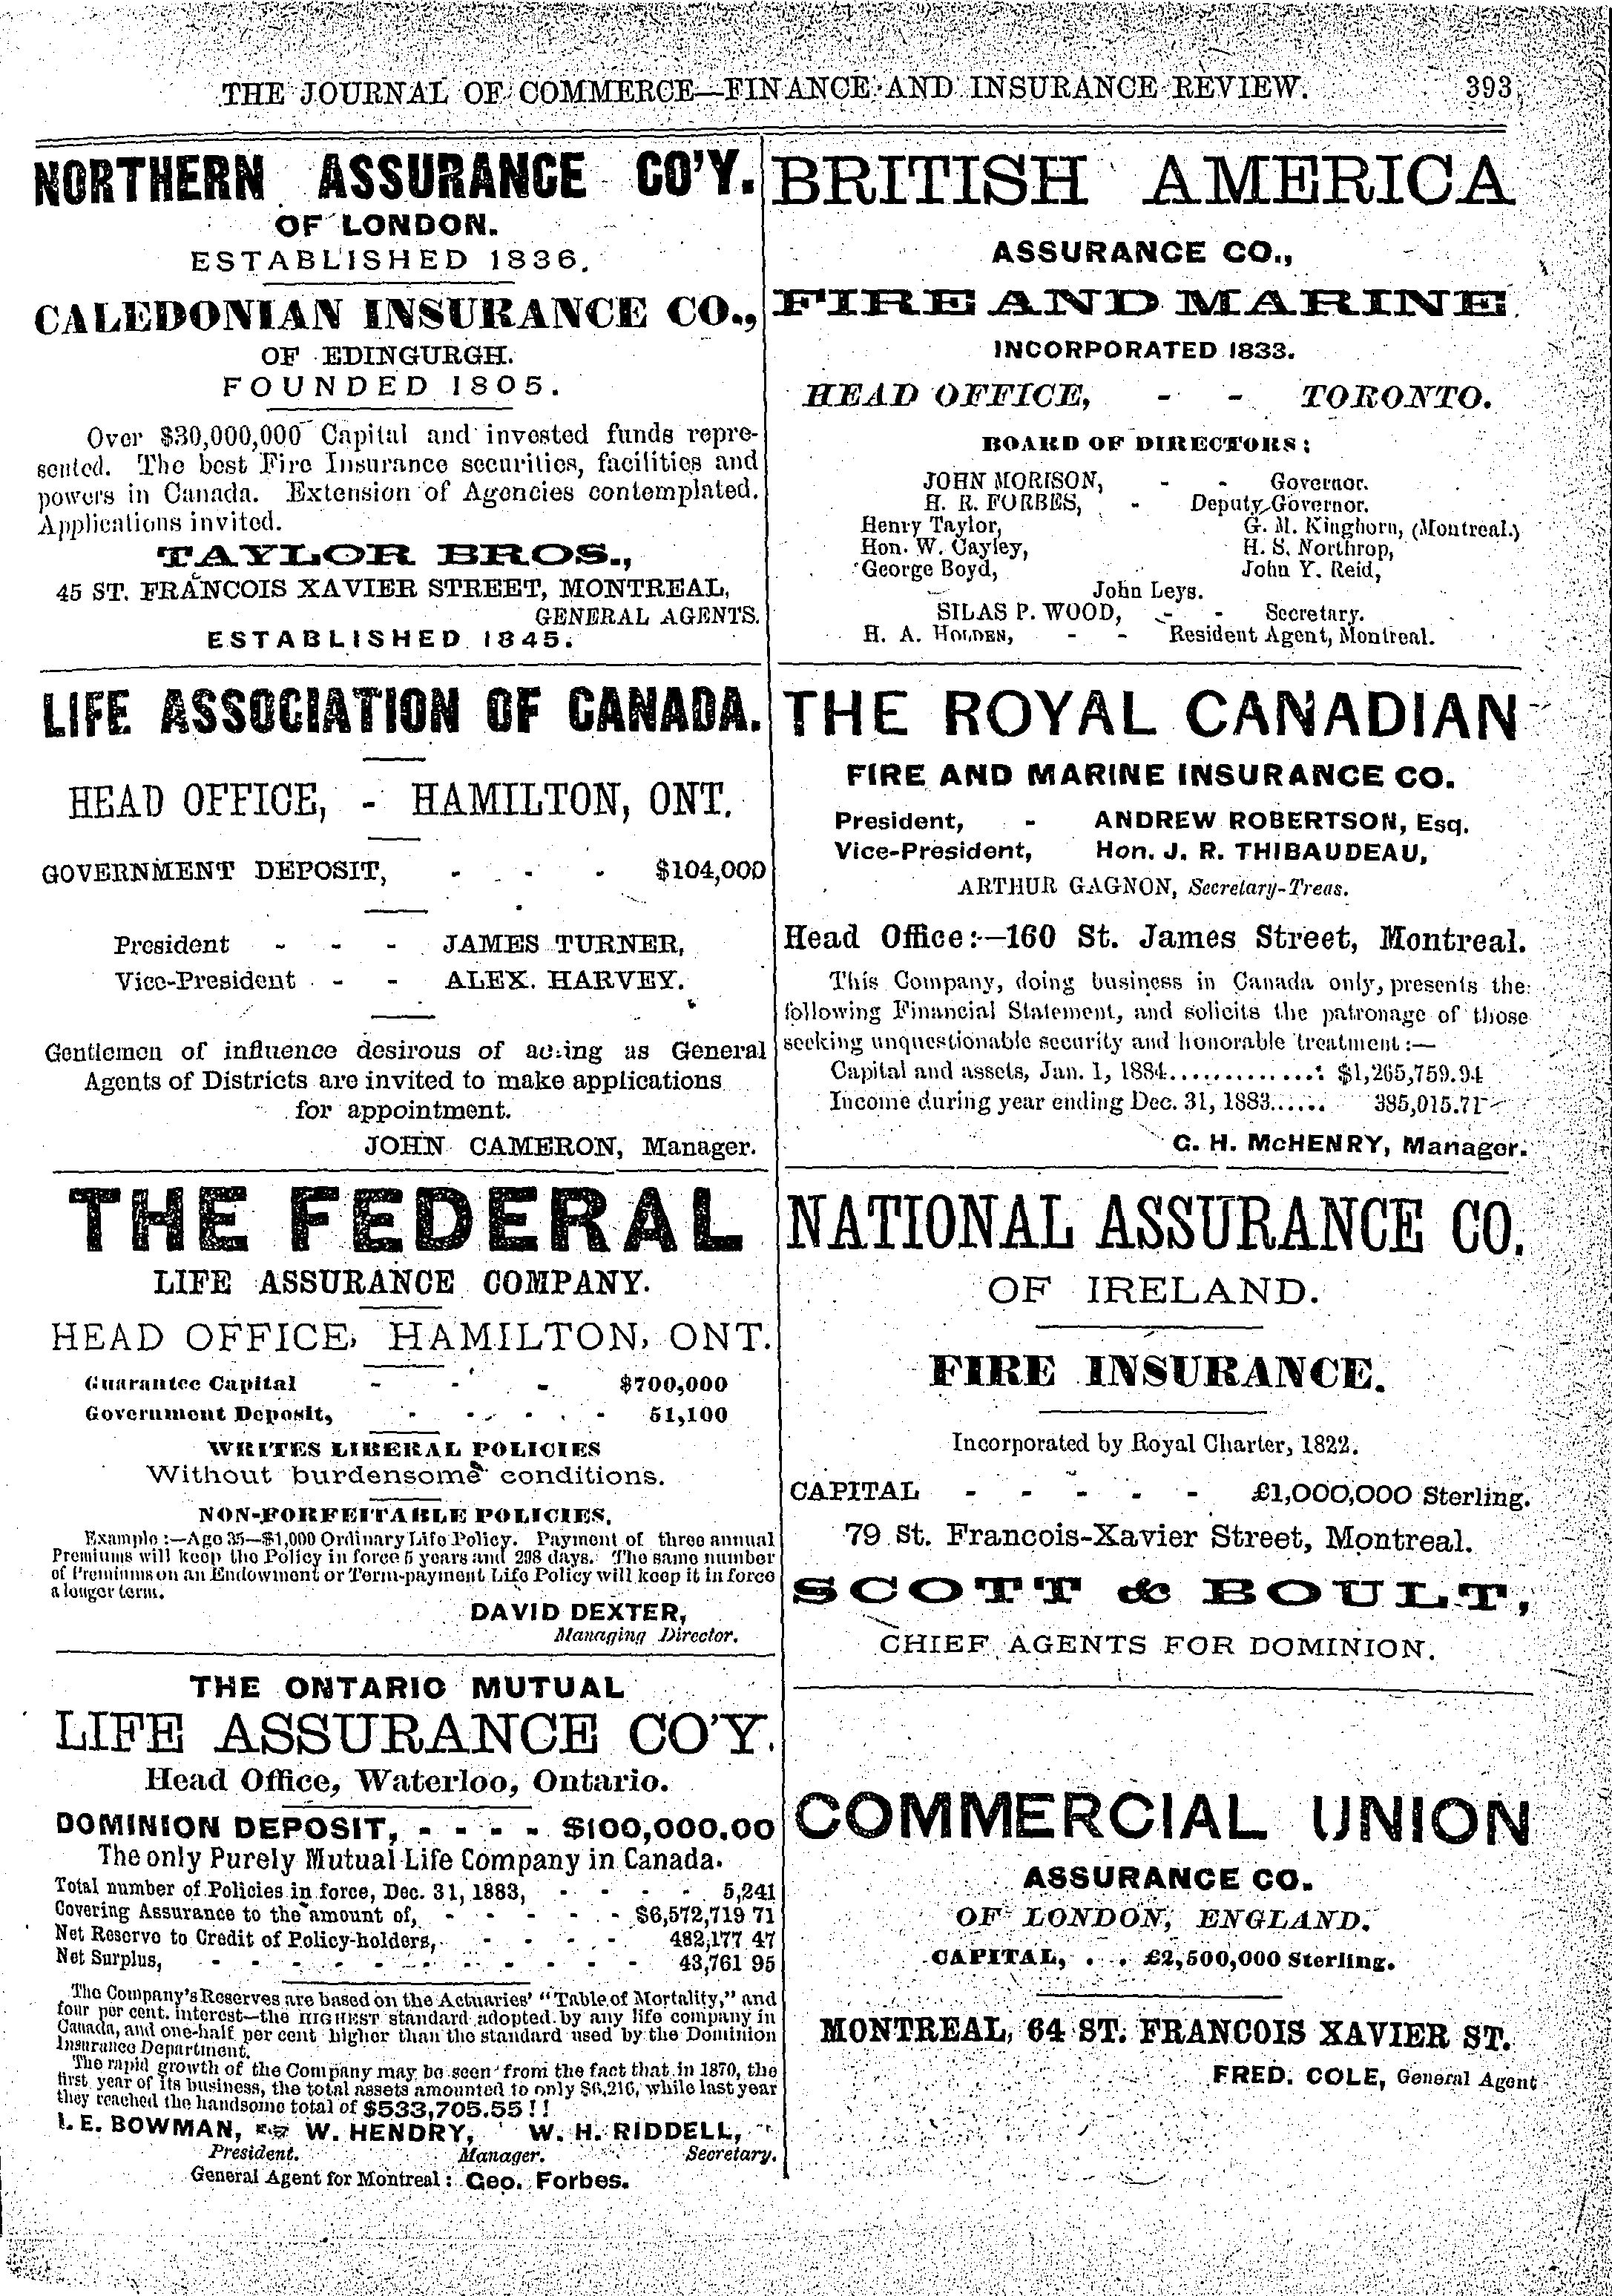 THE JOURNAL OF COMMERCE—FINANCE AND INSURANCE REVIEW. 393
NORTHERN ASSURANCE CO'Y.
OF LONDON.
ESTABLISHED 1836.
CALEDONIAN INSURANCE CO.,
OF EDINGURGH.
FOUNDED 1805.
Over $30,000,000 Capital and invested funds repre-
sented. The best Fire Insurance securities, facilities and
powers in Canada. Extension of Agencies contemplated.
Applications invited.
TAYLOR BROS.,
45 ST. FRANCOIS XAVIER STREET, MONTREAL,
GENERAL AGENTS.
ESTABLISHED 1845.
LIFE ASSOCIATION OF CANADA.
HEAD OFFICE, - HAMILTON, ONT.
GOVERNMENT DEPOSIT, - - - $104,000
President - - - JAMES TURNER,
Vice-President - - ALEX. HARVEY.
Gentlemen of influence desirous of acting as General
Agents of Districts are invited to make applications
for appointment.
JOHN CAMERON, Manager.
THE FEDERAL
LIFE ASSURANCE COMPANY.
HEAD OFFICE, HAMILTON, ONT.
Guarantee Capital - - - $700,000
Government Deposit, - - - - 51,100
WRITES LIBERAL POLICIES
Without burdensome conditions.
NON-FORFEITABLE POLICIES.
Example:—Age 35—$1,000 Ordinary Life Policy. Payment of three annual
Premiums will keep the Policy in force 5 years and 298 days. The same number
of Premiums on an Endowment or Term-payment Life Policy will keep it in force
a longer term.
DAVID DEXTER,
Managing Director.
THE ONTARIO MUTUAL
LIFE ASSURANCE CO'Y.
Head Office, Waterloo, Ontario.
DOMINION DEPOSIT, - - - - $100,000.00
The only Purely Mutual Life Company in Canada.
Total number of Policies in force, Dec. 31, 1883, - - - - 5,241
Covering Assurance to the amount of, - - - - - $6,572,719 71
Net Reserve to Credit of Policy-holders, - - - - 482,177 47
Net Surplus, - - - - - - - - - - 43,761 95
The Company's Reserves are based on the Actuaries' "Table of Mortality," and
four per cent. interest—the HIGHEST standard adopted by any life company in
Canada, and one-half per cent higher than the standard used by the Dominion
Insurance Department.
The rapid growth of the Company may be seen from the fact that in 1870, the
first year of its business, the total assets amounted to only $6,216, while last year
they reached the handsome total of $533,705.55!!
I. E. BOWMAN, W. HENDRY, W. H. RIDDELL,
President. Manager. Secretary.
General Agent for Montreal: Geo. Forbes.
BRITISH AMERICA
ASSURANCE CO.,
FIRE AND MARINE
INCORPORATED 1833.
HEAD OFFICE, - - TORONTO.
BOARD OF DIRECTORS:
JOHN MORISON, - - Governor.
H. R. FORBES, - Deputy Governor.
Henry Taylor, G. M. Kinghorn, (Montreal.)
Hon. W. Cayley, H. S. Northrop,
George Boyd, John Y. Reid,
John Leys.
SILAS P. WOOD, - - Secretary.
H. A. HOLDEN, - - Resident Agent, Montreal.
THE ROYAL CANADIAN
FIRE AND MARINE INSURANCE CO.
President, - ANDREW ROBERTSON, Esq.
Vice-President, Hon. J. R. THIBAUDEAU,
ARTHUR GAGNON, Secretary-Treas.
Head Office:—160 St. James Street, Montreal.
This Company, doing business in Canada only, presents the
following Financial Statement, and solicits the patronage of those
seeking unquestionable security and honorable treatment:—
Capital and assets, Jan. 1, 1884................ $1,265,759.94
Income during year ending Dec. 31, 1883...... 385,015.71
C. H. McHENRY, Manager.
NATIONAL ASSURANCE CO.
OF IRELAND.
FIRE INSURANCE.
Incorporated by Royal Charter, 1822.
CAPITAL - - - - - £1,000,000 Sterling.
79 St. Francois-Xavier Street, Montreal.
SCOTT & BOULT,
CHIEF AGENTS FOR DOMINION.
COMMERCIAL UNION
ASSURANCE CO.
OF LONDON, ENGLAND.
CAPITAL, . . £2,500,000 Sterling.
MONTREAL, 64 ST. FRANCOIS XAVIER ST.
FRED. COLE, General Agent